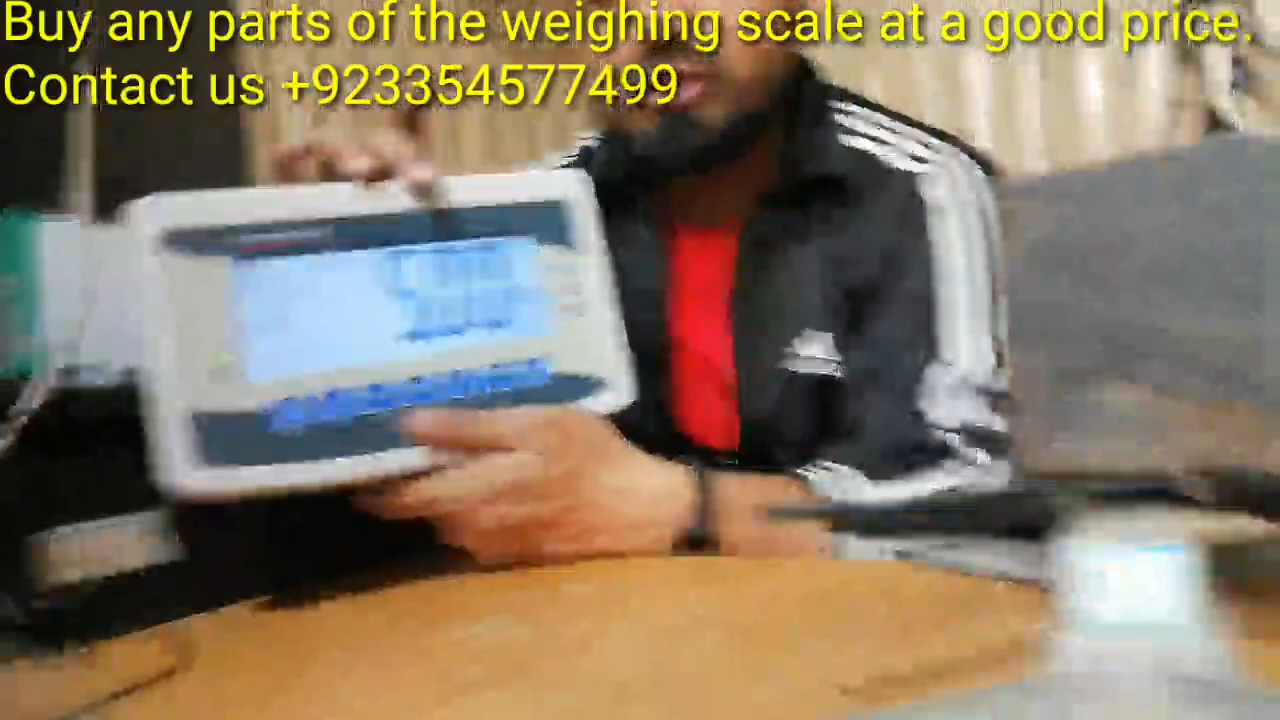 Buy any parts of the weighing scale at a good price.
Contact us +923354577499